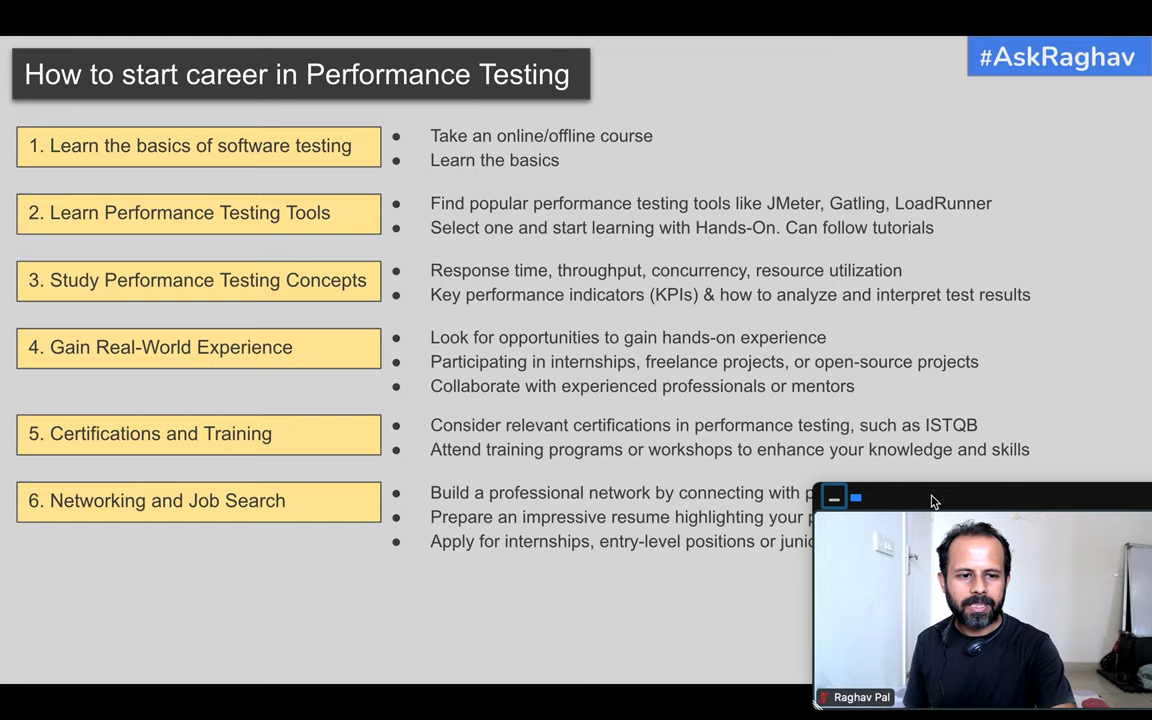 How to start career in Performance Testing
#AskRaghav
1. Learn the basics of software testing
● Take an online/offline course
● Learn the basics
2. Learn Performance Testing Tools
● Find popular performance testing tools like JMeter, Gatling, LoadRunner
● Select one and start learning with Hands-On. Can follow tutorials
3. Study Performance Testing Concepts
● Response time, throughput, concurrency, resource utilization
● Key performance indicators (KPIs) & how to analyze and interpret test results
4. Gain Real-World Experience
● Look for opportunities to gain hands-on experience
● Participating in internships, freelance projects, or open-source projects
● Collaborate with experienced professionals or mentors
5. Certifications and Training
● Consider relevant certifications in performance testing, such as ISTQB
● Attend training programs or workshops to enhance your knowledge and skills
6. Networking and Job Search
● Build a professional network by connecting with
● Prepare an impressive resume highlighting your
● Apply for internships, entry-level positions or
Raghav Pal